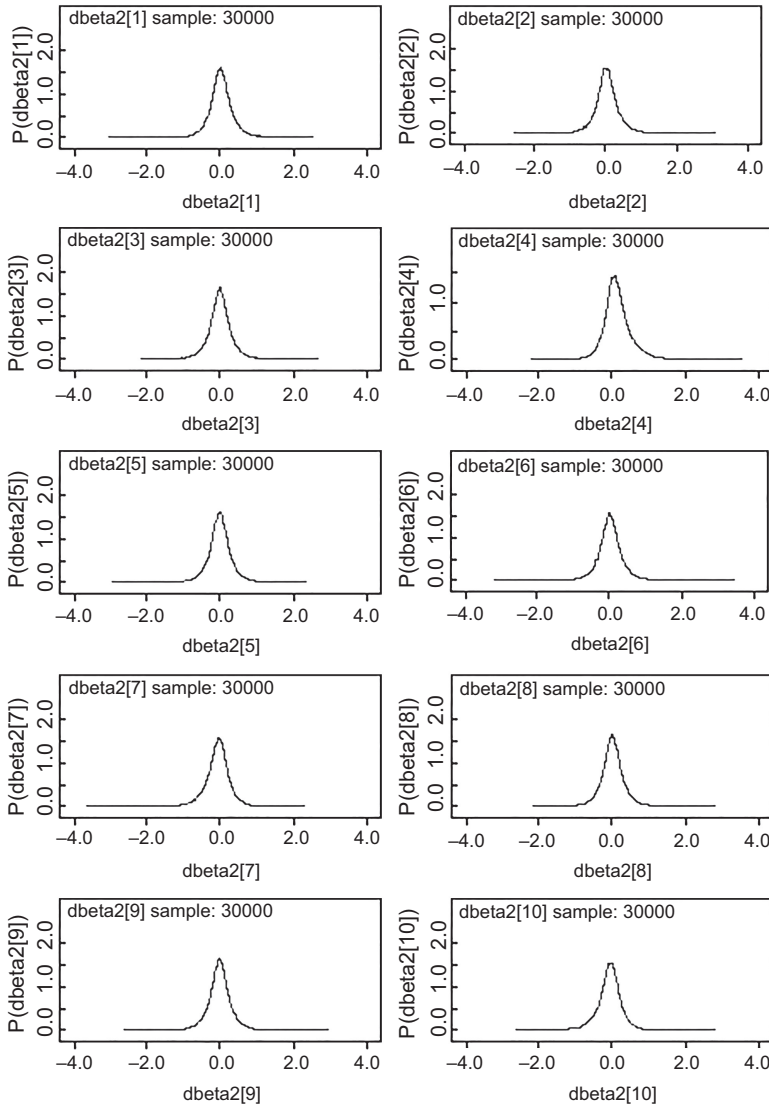 dbeta2[1] sample: 30000
P(dbeta2[1])
2.0
1.0
0.0
–4.0 –2.0 0.0 2.0 4.0
dbeta2[1]
dbeta2[2] sample: 30000
P(dbeta2[2])
2.0
1.0
0.0
–4.0 –2.0 0.0 2.0 4.0
dbeta2[2]
dbeta2[3] sample: 30000
P(dbeta2[3])
2.0
1.0
0.0
–4.0 –2.0 0.0 2.0 4.0
dbeta2[3]
dbeta2[4] sample: 30000
P(dbeta2[4])
1.0
0.0
–4.0 –2.0 0.0 2.0 4.0
dbeta2[4]
dbeta2[5] sample: 30000
P(dbeta2[5])
2.0
1.0
0.0
–4.0 –2.0 0.0 2.0 4.0
dbeta2[5]
dbeta2[6] sample: 30000
P(dbeta2[6])
2.0
1.0
0.0
–4.0 –2.0 0.0 2.0 4.0
dbeta2[6]
dbeta2[7] sample: 30000
P(dbeta2[7])
2.0
1.0
0.0
–4.0 –2.0 0.0 2.0 4.0
dbeta2[7]
dbeta2[8] sample: 30000
P(dbeta2[8])
2.0
1.0
0.0
–4.0 –2.0 0.0 2.0 4.0
dbeta2[8]
dbeta2[9] sample: 30000
P(dbeta2[9])
2.0
1.0
0.0
–4.0 –2.0 0.0 2.0 4.0
dbeta2[9]
dbeta2[10] sample: 30000
P(dbeta2[10])
2.0
1.0
0.0
–4.0 –2.0 0.0 2.0 4.0
dbeta2[10]